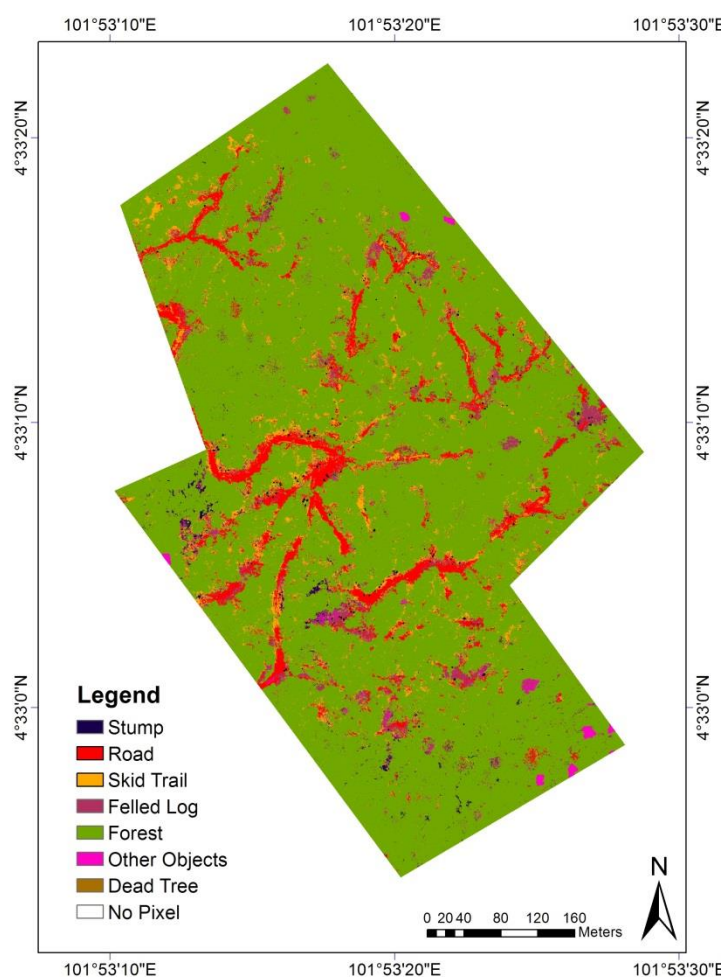 101°53'10"E 101°53'20"E 101°53'30"E
4°33'20"N 4°33'20"N
4°33'10"N 4°33'10"N
4°33'0"N 4°33'0"N
Legend
Stump
Road
Skid Trail
Felled Log
Forest
Other Objects
Dead Tree
No Pixel
N
0 20 40 80 120 160
Meters
101°53'10"E 101°53'20"E 101°53'30"E